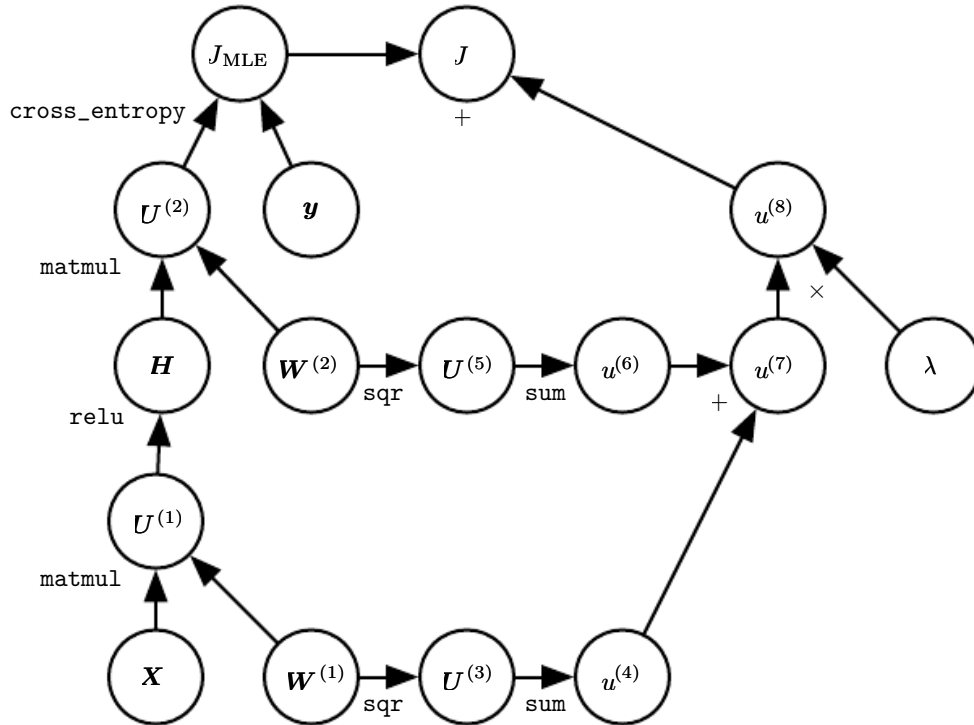 J_MLE J
cross_entropy +
U^(2) y u^(8)
matmul ×
H W^(2) sqr U^(5) sum u^(6) + u^(7) λ
relu
U^(1)
matmul
X W^(1) sqr U^(3) sum u^(4)